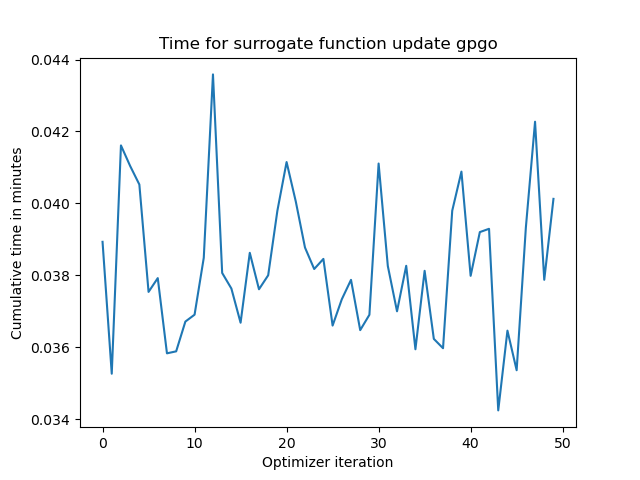 Time for surrogate function update gpgo
Cumulative time in minutes
0.044
0.042
0.040
0.038
0.036
0.034
0 10 20 30 40 50
Optimizer iteration